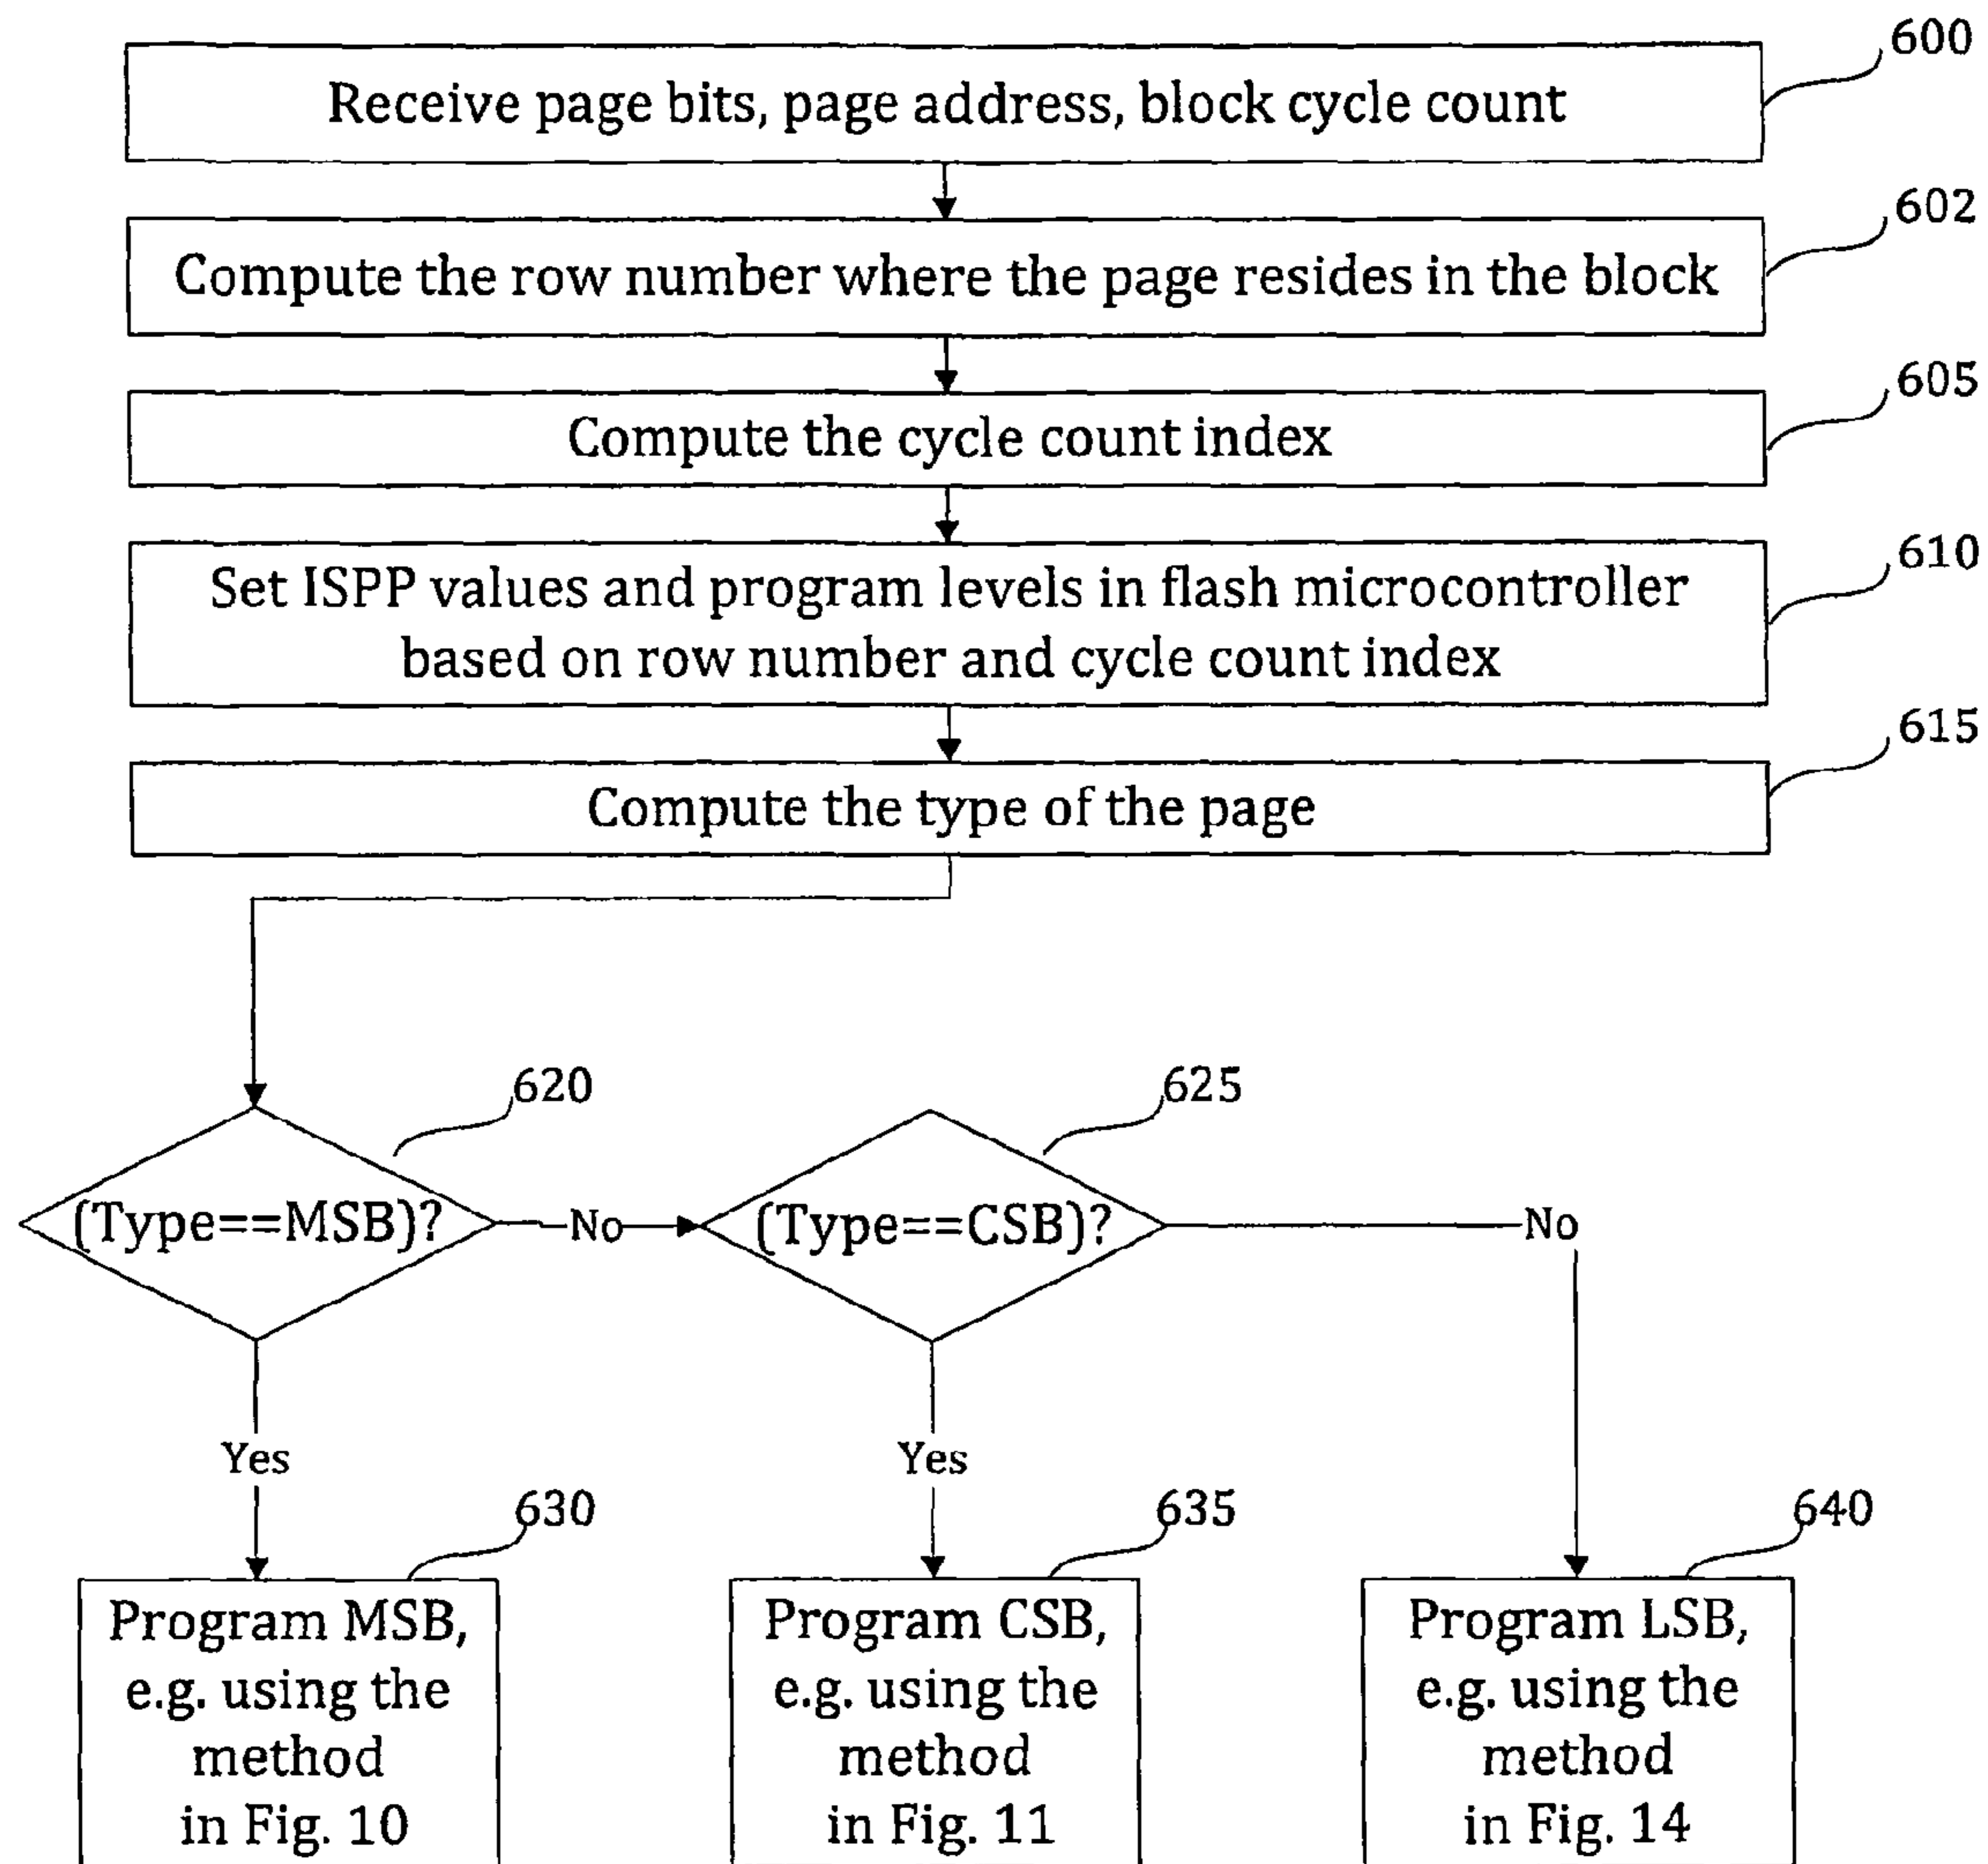 600
Receive page bits, page address, block cycle count
602
Compute the row number where the page resides in the block
605
Compute the cycle count index
610
Set ISPP values and program levels in flash microcontroller
based on row number and cycle count index
615
Compute the type of the page
620
625
(Type==MSB)?
No
(Type==CSB)?
No
Yes
Yes
630
635
640
Program MSB,
e.g. using the
method
in Fig. 10
Program CSB,
e.g. using the
method
in Fig. 11
Program LSB,
e.g. using the
method
in Fig. 14